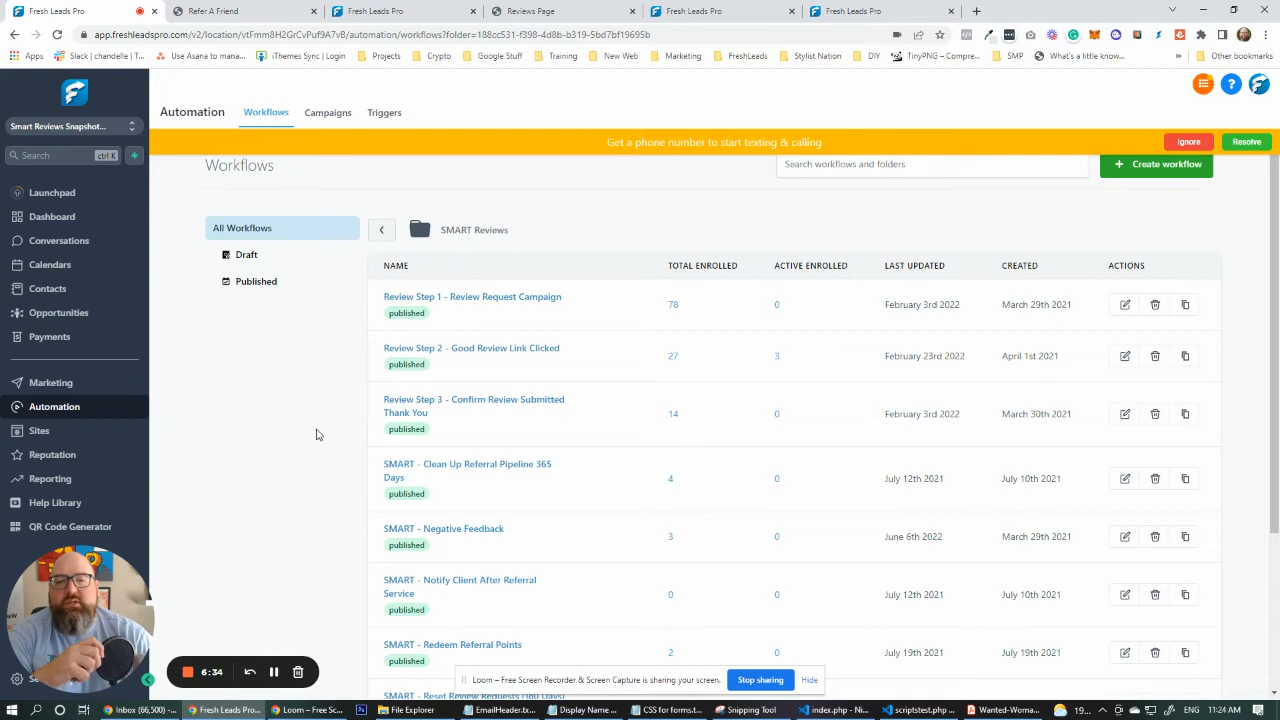 Fresh Leads Pro
Refer A Friend
Fresh Leads Pro
Reviews Page
Fresh Leads Pro
Fresh Leads Pro
app.freshleadspro.com/v2/location/vtFmm8H2GrCvPuf9A7vB/automation/workflows?folder=188cc531-f398-4d8b-b319-5bd7bf19695b
Apps
Slack | chandelle_t...
Use Asana to manag...
iThemes Sync | Log...
Projects
Crypto
Google Stuff
Training
New Web
Marketing
FreshLeads
Stylist Nation
DIY
TinyPNG – Compre...
SMP
What's a little know...
Smart Reviews Snapshot...
Search
ctrl K
Launchpad
Dashboard
Conversations
Calendars
Contacts
Opportunities
Payments
Marketing
Automation
Sites
Reputation
Reporting
Help Library
QR Code Generator
Automation
Workflows
Campaigns
Triggers
Get a phone number to start texting & calling
Ignore
Resolve
Workflows
Search workflows and folders
+ Create workflow
All Workflows
Draft
Published
SMART Reviews
NAME TOTAL ENROLLED ACTIVE ENROLLED LAST UPDATED CREATED ACTIONS
Review Step 1 - Review Request Campaign
published
78 0 February 3rd 2022 March 29th 2021
Review Step 2 - Good Review Link Clicked
published
27 3 February 23rd 2022 April 1st 2021
Review Step 3 - Confirm Review Submitted
Thank You
published
14 0 February 3rd 2022 March 30th 2021
SMART - Clean Up Referral Pipeline 365
Days
published
4 0 July 12th 2021 July 10th 2021
SMART - Negative Feedback
published
3 0 June 6th 2022 March 29th 2021
SMART - Notify Client After Referral
Service
published
0 0 July 12th 2021 July 10th 2021
SMART - Redeem Referral Points
published
2 0 July 19th 2021 July 19th 2021
SMART - Reset Review Requests (180 Days)
6:34
Loom – Free Screen Recorder & Screen Capture is sharing your screen.
Stop sharing
Hide
Inbox (66,500) - m...
Fresh Leads Pro - ...
Loom – Free Scree...
File Explorer
EmailHeader.txt...
Display Name...
CSS for forms.t...
Snipping Tool
index.php - Ni...
scriptstest.php...
Wanted-Woma...
19...
11:24 AM